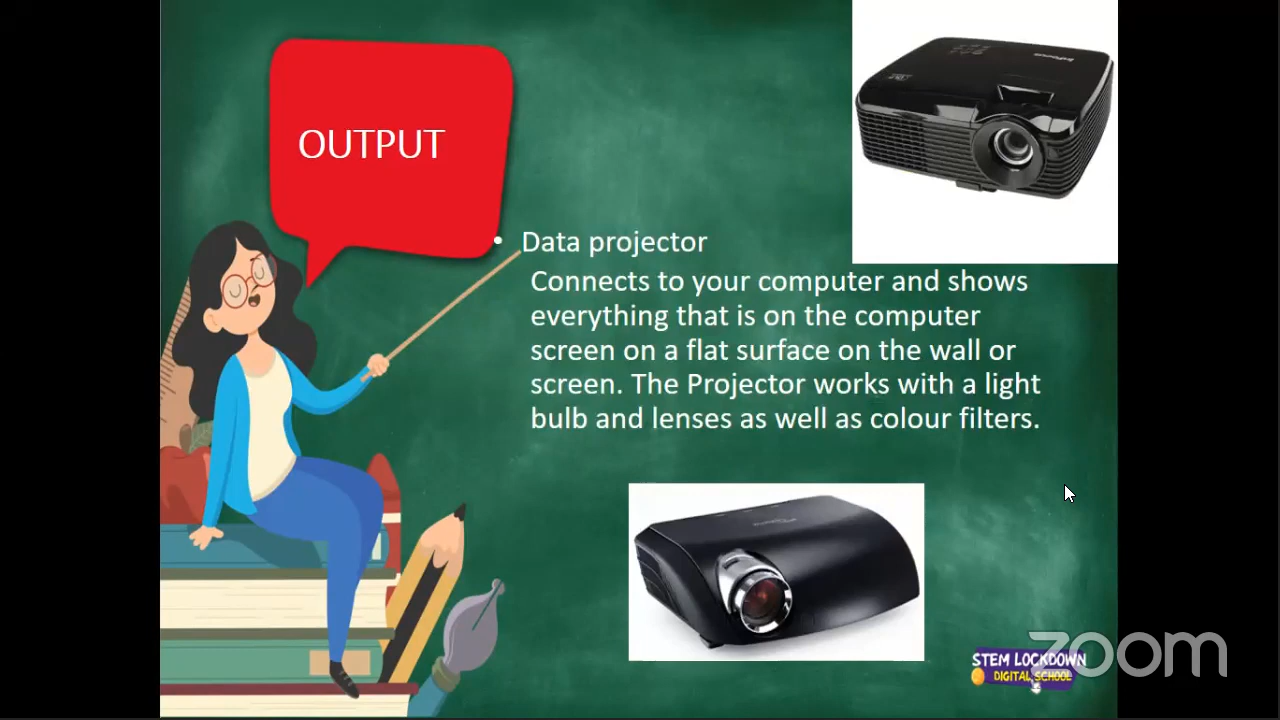 OUTPUT
• Data projector
Connects to your computer and shows
everything that is on the computer
screen on a flat surface on the wall or
screen. The Projector works with a light
bulb and lenses as well as colour filters.
zoom
STEM LOCKDOWN
DIGITAL SCHOOL